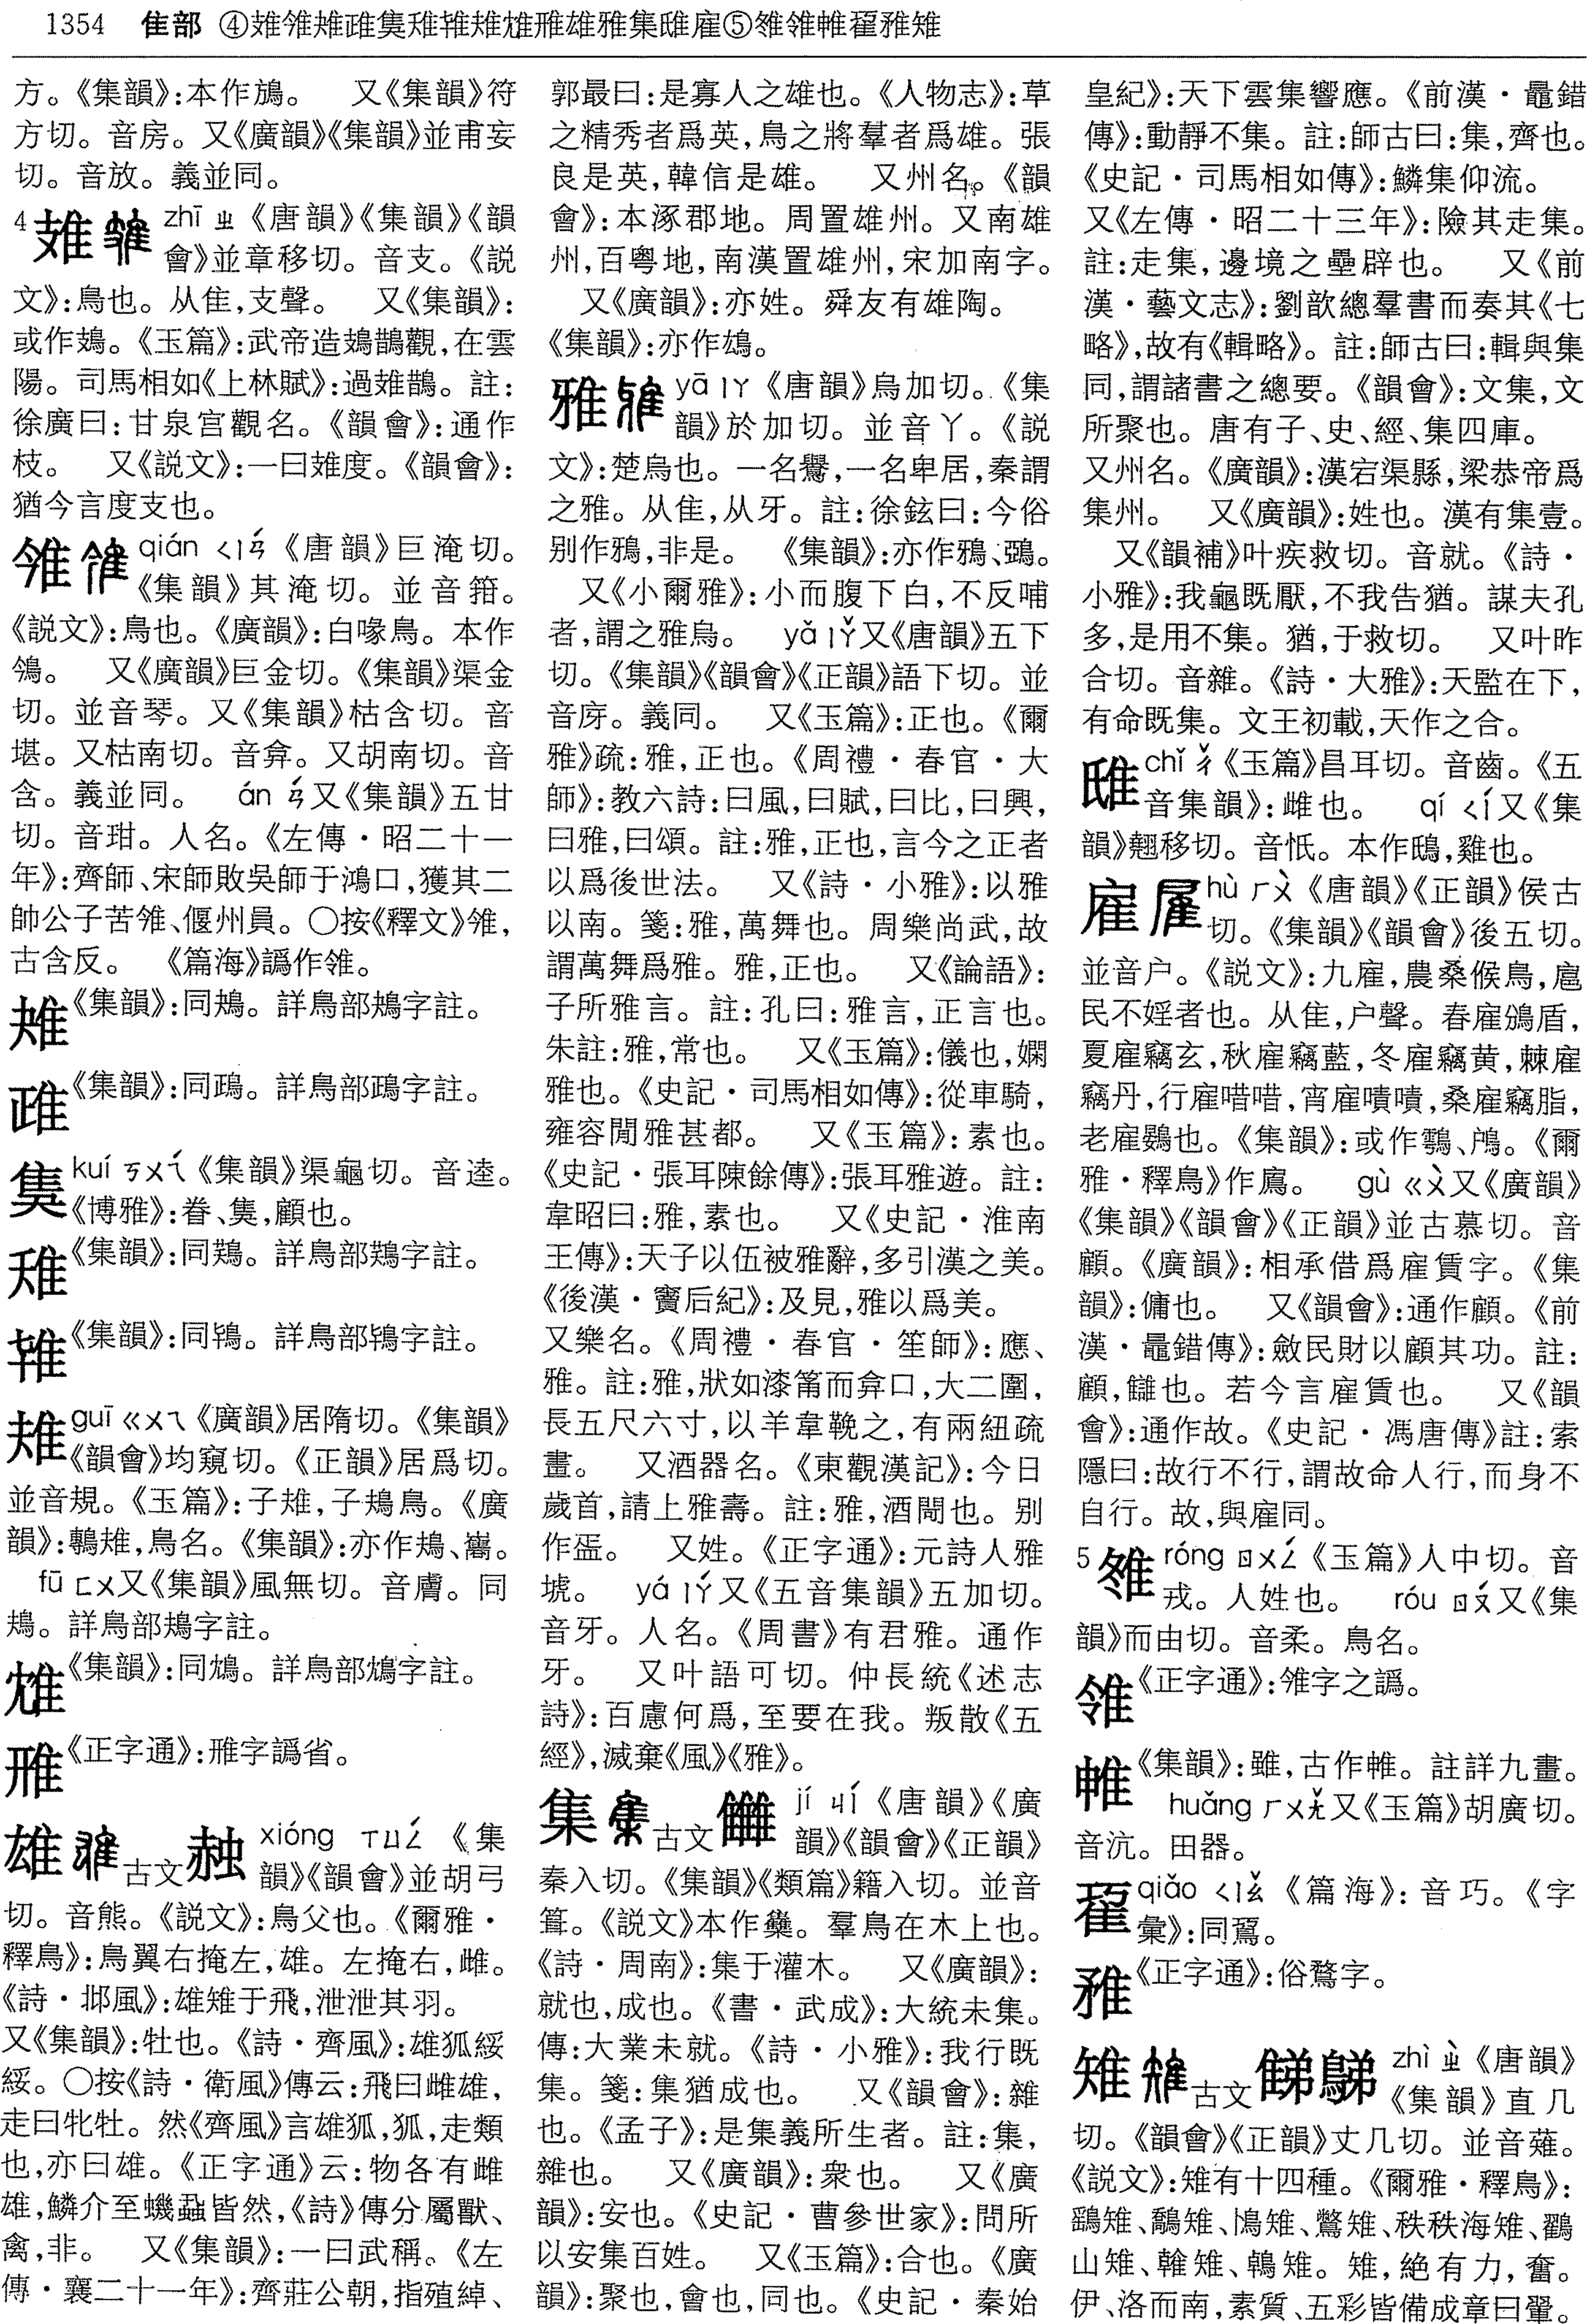 1354 隹部 ④䧴雂䧿雄雅集雇⑤雉
方。《集韻》:本作鳸。 又《集韻》符
方切。音房。又《廣韻》《集韻》並甫妄
切。音放。義並同。
4 zhī ㄓ《唐韻》《集韻》《韻
會》並章移切。音支。《説
文》:鳥也。从隹,支聲。 又《集韻》:
或作鳷。《玉篇》:武帝造鳷鵲觀,在雲
陽。司馬相如《上林賦》:過䧴鵲。註:
徐廣曰:甘泉宫觀名。《韻會》:通作
枝。 又《説文》:一曰䧴度。《韻會》:
猶今言度支也。
雂 qián ㄑㄧㄢˊ《唐韻》巨淹切。
《集韻》其淹切。並音箝。
《説文》:鳥也。《廣韻》:白喙鳥。本作
鳹。 又《廣韻》巨金切。《集韻》渠金
切。並音琴。又《集韻》枯含切。音
堪。又枯南切。音弇。又胡南切。音
含。義並同。 án ㄢˊ又《集韻》五甘
切。音玵。人名。《左傳·昭二十一
年》:齊師、宋師敗吳師于鴻口,獲其二
帥公子苦雂、偃州員。○按《釋文》雂,
古含反。 《篇海》譌作雓。
《集韻》:同鳺。詳鳥部鳺字註。
《集韻》:同鴊。詳鳥部鴊字註。
kuí ㄎㄨㄟˊ《集韻》渠龜切。音逵。
《博雅》:眷、,顧也。
《集韻》:同。詳鳥部字註。
《集韻》:同。詳鳥部字註。
guī ㄍㄨㄟ《廣韻》居隋切。《集韻》
《韻會》均窺切。《正韻》居爲切。
並音規。《玉篇》:子,子鳺鳥。《廣
韻》:,鳥名。《集韻》:亦作鳺、巂。
fū ㄈㄨ又《集韻》風無切。音膚。同
鳺。詳鳥部鳺字註。
《集韻》:同鴆。詳鳥部鴆字註。
《正字通》:字譌省。
雄 古文 xióng ㄒㄩㄥˊ《集
韻》《韻會》並胡弓
切。音熊。《説文》:鳥父也。《爾雅·
釋鳥》:鳥翼右掩左,雄。左掩右,雌。
《詩·邶風》:雄雉于飛,泄泄其羽。
又《集韻》:牡也。《詩·齊風》:雄狐綏
綏。○按《詩·衛風》傳云:飛曰雌雄,
走曰牝牡。然《齊風》言雄狐,狐,走類
也,亦曰雄。《正字通》云:物各有雌
雄,鱗介至蟣蝨皆然,《詩》傳分屬獸、
禽,非。 又《集韻》:一曰武稱。《左
傳·襄二十一年》:齊莊公朝,指殖綽、
郭最曰:是寡人之雄也。《人物志》:草
之精秀者爲英,鳥之將羣者爲雄。張
良是英,韓信是雄。 又州名。《韻
會》:本涿郡地。周置雄州。又南雄
州,百粤地,南漢置雄州,宋加南字。
又《廣韻》:亦姓。舜友有雄陶。
《集韻》:亦作鴆。
雅 yā ㄧㄚ《唐韻》烏加切。《集
韻》於加切。並音丫。《説
文》:楚烏也。一名鸒,一名卑居,秦謂
之雅。从隹,从牙。註:徐鉉曰:今俗
别作鴉,非是。 《集韻》:亦作鴉、鵶。
又《小爾雅》:小而腹下白,不反哺
者,謂之雅烏。 yǎ ㄧㄚˇ又《唐韻》五下
切。《集韻》《韻會》《正韻》語下切。並
音庌。義同。 又《玉篇》:正也。《爾
雅》疏:雅,正也。《周禮·春官·大
師》:教六詩:曰風,曰賦,曰比,曰興,
曰雅,曰頌。註:雅,正也,言今之正者
以爲後世法。 又《詩·小雅》:以雅
以南。箋:雅,萬舞也。周樂尚武,故
謂萬舞爲雅。雅,正也。 又《論語》:
子所雅言。註:孔曰:雅言,正言也。
朱註:雅,常也。 又《玉篇》:儀也,嫻
雅也。《史記·司馬相如傳》:從車騎,
雍容閒雅甚都。 又《玉篇》:素也。
《史記·張耳陳餘傳》:張耳雅遊。註:
韋昭曰:雅,素也。 又《史記·淮南
王傳》:天子以伍被雅辭,多引漢之美。
《後漢·竇后紀》:及見,雅以爲美。
又樂名。《周禮·春官·笙師》:應、
雅。註:雅,狀如漆筩而弇口,大二圍,
長五尺六寸,以羊韋鞔之,有兩紐疏
畫。 又酒器名。《東觀漢記》:今日
歲首,請上雅壽。註:雅,酒閜也。别
作盃。 又姓。《正字通》:元詩人雅
琥。 yá ㄧㄚˊ又《五音集韻》五加切。
音牙。人名。《周書》有君雅。通作
牙。 又叶語可切。仲長統《述志
詩》:百慮何爲,至要在我。叛散《五
經》,滅棄《風》《雅》。
集 古文 jí ㄐㄧˊ《唐韻》《廣
韻》《韻會》《正韻》
秦入切。《集韻》《類篇》籍入切。並音
㠍。《説文》本作雧。羣鳥在木上也。
《詩·周南》:集于灌木。 又《廣韻》:
就也,成也。《書·武成》:大統未集。
傳:大業未就。《詩·小雅》:我行既
集。箋:集猶成也。 又《韻會》:雜
也。《孟子》:是集義所生者。註:集,
雜也。 又《廣韻》:衆也。 又《廣
韻》:安也。《史記·曹參世家》:問所
以安集百姓。 又《玉篇》:合也。《廣
韻》:聚也,會也,同也。《史記·秦始
皇紀》:天下雲集響應。《前漢·鼂錯
傳》:動靜不集。註:師古曰:集,齊也。
《史記·司馬相如傳》:鱗集仰流。
又《左傳·昭二十三年》:險其走集。
註:走集,邊境之壘辟也。 又《前
漢·藝文志》:劉歆總羣書而奏其《七
略》,故有《輯略》。註:師古曰:輯與集
同,謂諸書之總要。《韻會》:文集,文
所聚也。唐有子、史、經、集四庫。
又州名。《廣韻》:漢宕渠縣,梁恭帝爲
集州。 又《廣韻》:姓也。漢有集壹。
又《韻補》叶疾救切。音就。《詩·
小雅》:我龜既厭,不我告猶。謀夫孔
多,是用不集。猶,于救切。 又叶昨
合切。音雜。《詩·大雅》:天監在下,
有命既集。文王初載,天作之合。
chǐ ㄔˇ《玉篇》昌耳切。音齒。《五
音集韻》:雌也。 qí ㄑㄧˊ又《集
韻》翹移切。音忯。本作鴟,雞也。
雇 hù ㄏㄨˋ《唐韻》《正韻》侯古
切。《集韻》《韻會》後五切。
並音户。《説文》:九雇,農桑候鳥,扈
民不婬者也。从隹,户聲。春雇鳻盾,
夏雇竊玄,秋雇竊藍,冬雇竊黄,棘雇
竊丹,行雇唶唶,宵雇嘖嘖,桑雇竊脂,
老雇鷃也。《集韻》:或作䨼、鳸。《爾
雅·釋鳥》作鳸。 gù ㄍㄨˋ又《廣韻》
《集韻》《韻會》《正韻》並古慕切。音
顧。《廣韻》:相承借爲雇賃字。《集
韻》:傭也。 又《韻會》:通作顧。《前
漢·鼂錯傳》:斂民財以顧其功。註:
顧,讎也。若今言雇賃也。 又《韻
會》:通作故。《史記·馮唐傳》註:索
隱曰:故行不行,謂故命人行,而身不
自行。故,與雇同。
5 róng ㄖㄨㄥˊ《玉篇》人中切。音
戎。人姓也。 róu ㄖㄡˊ又《集
韻》而由切。音柔。鳥名。
《正字通》:雂字之譌。
《集韻》:雖,古作帷。註詳九畫。
huǎng ㄏㄨㄤˇ又《玉篇》胡廣切。
音沆。田器。
qiǎo ㄑㄧㄠˇ《篇海》:音巧。《字
彙》:同鴐。
《正字通》:俗鶩字。
雉 古文 zhì ㄓˋ《唐韻》
《集韻》直几
切。《韻會》《正韻》丈几切。並音薙。
《説文》:雉有十四種。《爾雅·釋鳥》:
鷂雉、鷮雉、鳪雉、鷩雉、秩秩海雉、鸐
山雉、雗雉、鵫雉。雉,絶有力,奮。
伊、洛而南,素質、五彩皆備成章曰翬。